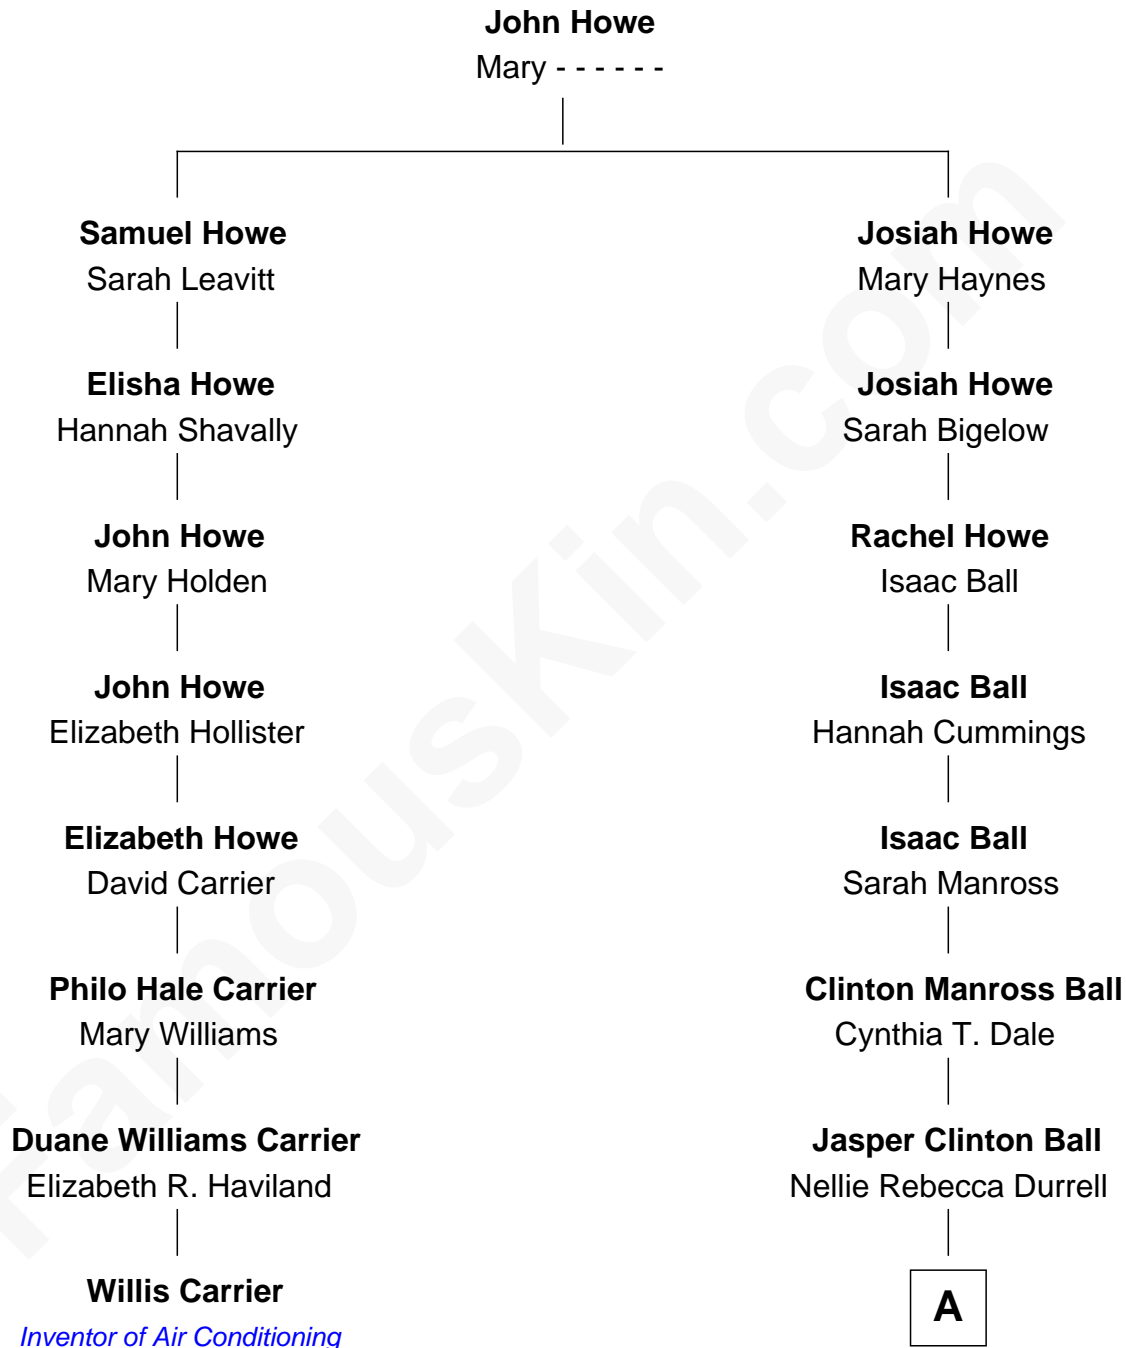 John Howe
Mary - - - - - -
Samuel Howe
Sarah Leavitt
Josiah Howe
Mary Haynes
Elisha Howe
Hannah Shavally
Josiah Howe
Sarah Bigelow
John Howe
Mary Holden
Rachel Howe
Isaac Ball
John Howe
Elizabeth Hollister
Isaac Ball
Hannah Cummings
Elizabeth Howe
David Carrier
Isaac Ball
Sarah Manross
Philo Hale Carrier
Mary Williams
Clinton Manross Ball
Cynthia T. Dale
Duane Williams Carrier
Elizabeth R. Haviland
Jasper Clinton Ball
Nellie Rebecca Durrell
Willis Carrier
Inventor of Air Conditioning
A
FamousKin.com